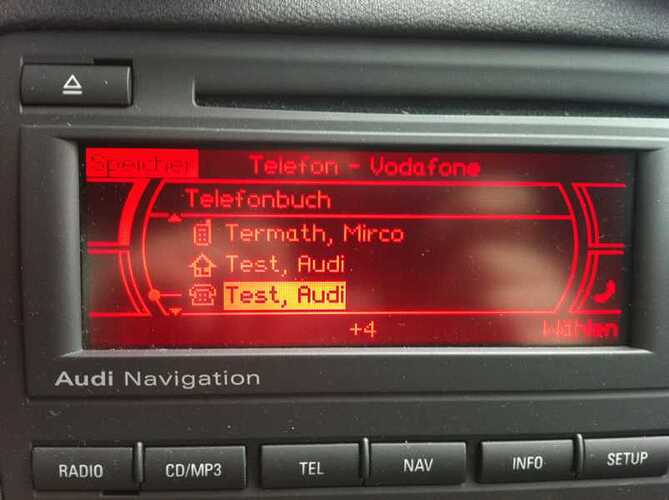 Speicher Telefon - Vodafone
Telefonbuch
Termath, Mirco
Test, Audi
Test, Audi
+4 Wählen
Audi Navigation
RADIO CD/MP3 TEL NAV INFO SETUP